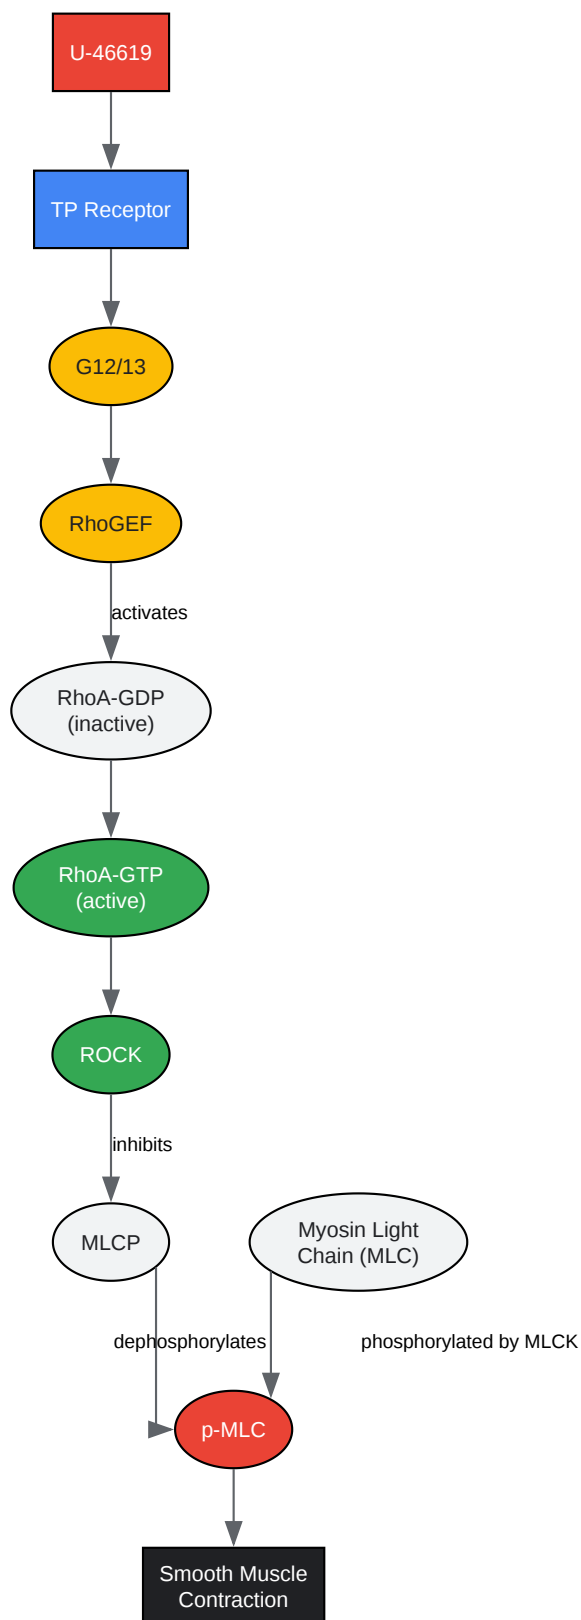 U-46619
TP Receptor
G12/13
RhoGEF
activates
RhoA-GDP
(inactive)
RhoA-GTP
(active)
ROCK
inhibits
MLCP
Myosin Light
Chain (MLC)
dephosphorylates
phosphorylated by MLCK
p-MLC
Smooth Muscle
Contraction